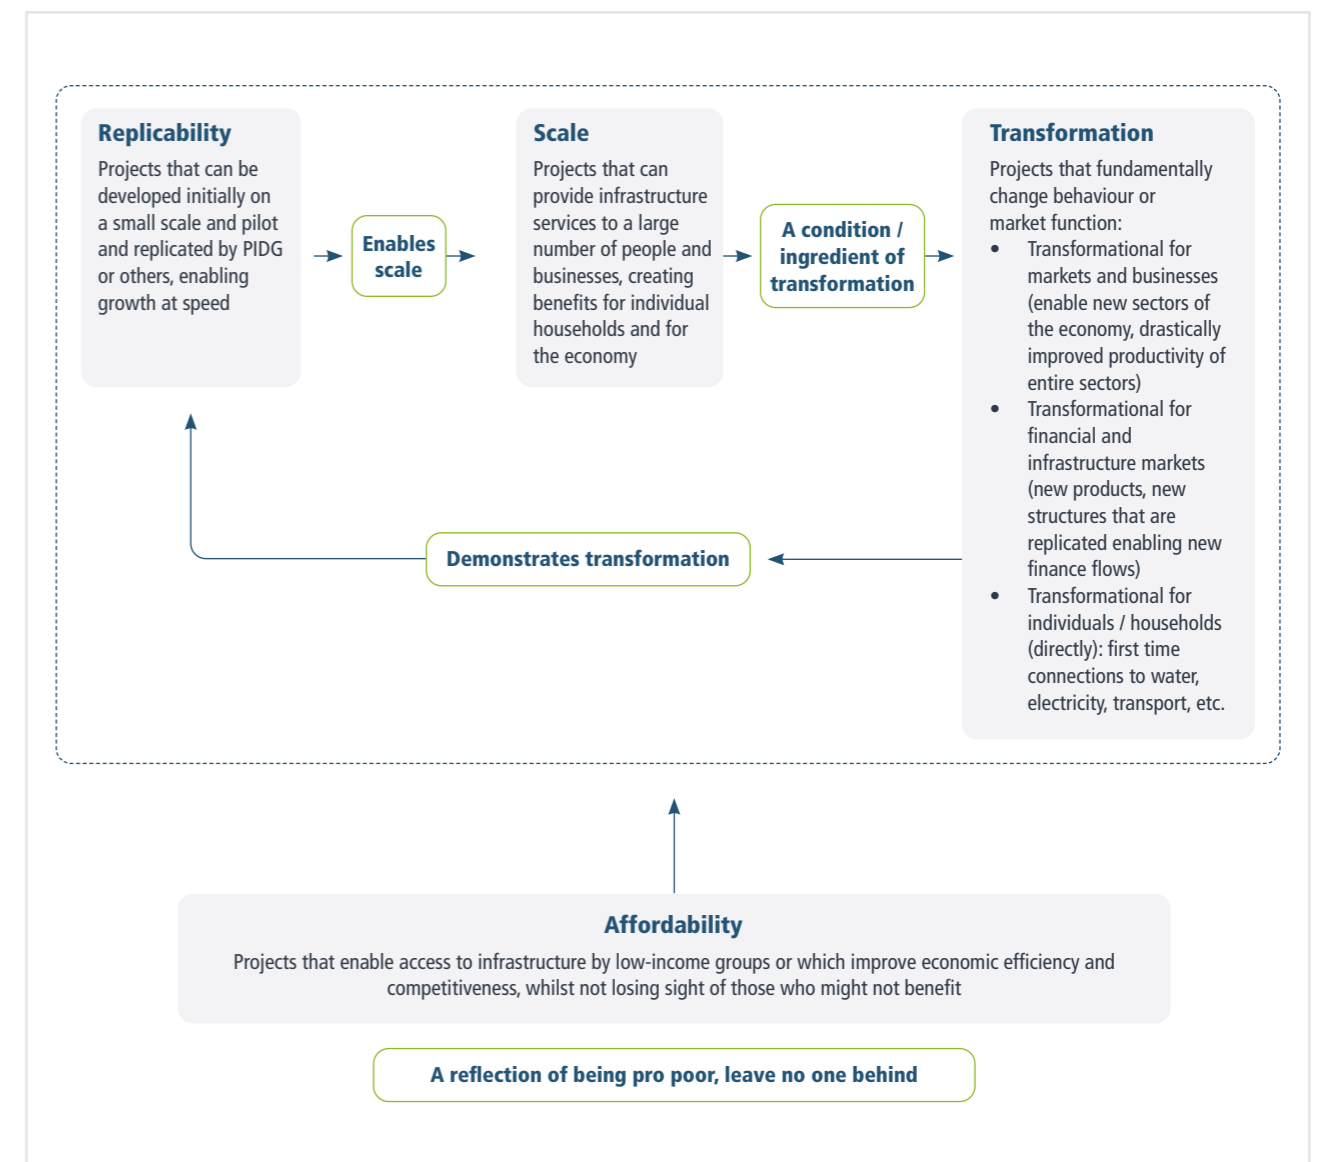 Replicability
Projects that can be
developed initially on
a small scale and pilot
and replicated by PIDG
or others, enabling
growth at speed
Enables
scale
Scale
Projects that can
provide infrastructure
services to a large
number of people and
businesses, creating
benefits for individual
households and for
the economy
A condition /
ingredient of
transformation
Transformation
Projects that fundamentally
change behaviour or
market function:
• Transformational for
markets and businesses
(enable new sectors of
the economy, drastically
improved productivity of
entire sectors)
• Transformational for
financial and
infrastructure markets
(new products, new
structures that are
replicated enabling new
finance flows)
• Transformational for
individuals / households
(directly): first time
connections to water,
electricity, transport, etc.
Demonstrates transformation
Affordability
Projects that enable access to infrastructure by low-income groups or which improve economic efficiency and
competitiveness, whilst not losing sight of those who might not benefit
A reflection of being pro poor, leave no one behind